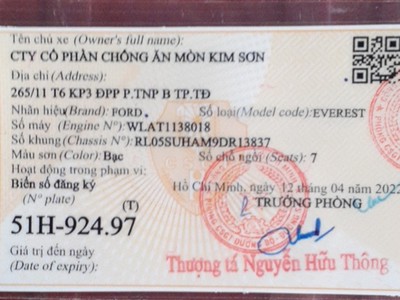 Tên chủ xe (Owner's full name):
CTY CỔ PHẦN CHỐNG ĂN MÒN KIM SƠN
Địa chỉ (Address):
265/11 T6 KP3 ĐPP P.TNP B TP.TĐ
Nhãn hiệu(Brand): FORD. Số loại(Model code): EVEREST
Số máy (Engine N°):WLAT1138018
Số khung(Chassis N°):RL05SUHAM9DR13837
Màu sơn (Color): Bạc Số chỗ ngồi (Seats): 7
Hoạt động trong phạm vi:
Biển số đăng ký Hồ Chí Minh, ngày 12 tháng 04 năm 2022
(N° plate) (T) TRƯỞNG PHÒNG
51H-924.97
Giá trị đến ngày
(Date of expiry): Thượng tá Nguyễn Hữu Thông